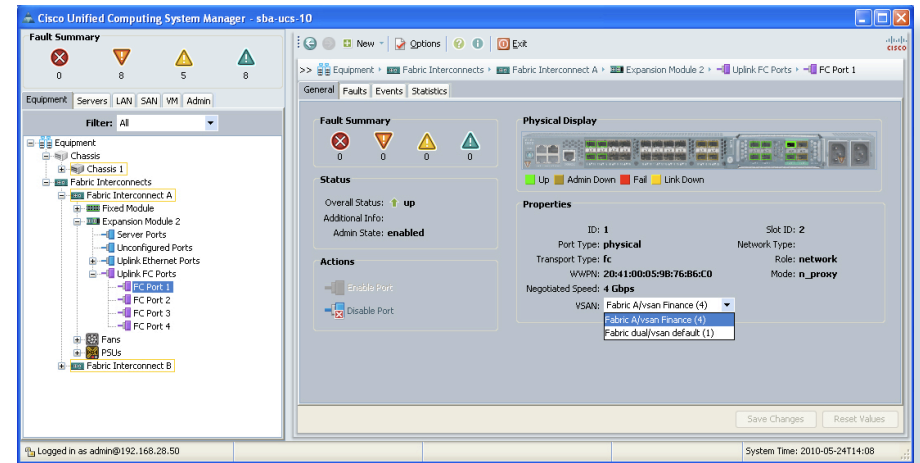 Cisco Unified Computing System Manager - sba-ucs-10
Fault Summary
0 8 5 8
Equipment Servers LAN SAN VM Admin
Filter: All
Equipment
Chassis
Chassis 1
Fabric Interconnects
Fabric Interconnect A
Fixed Module
Expansion Module 2
Server Ports
Unconfigured Ports
Uplink Ethernet Ports
Uplink FC Ports
FC Port 1
FC Port 2
FC Port 3
FC Port 4
Fans
PSUs
Fabric Interconnect B
New Options Exit
CISCO
>> Equipment Fabric Interconnects Fabric Interconnect A Expansion Module 2 Uplink FC Ports FC Port 1
General Faults Events Statistics
Fault Summary
0 0 0 0
Status
Overall Status: up
Additional Info:
Admin State: enabled
Actions
Enable Port
Disable Port
Physical Display
Up Admin Down Fail Link Down
Properties
ID: 1 Slot ID: 2
Port Type: physical Network Type:
Transport Type: fc Role: network
WWPN: 20:41:00:05:9B:76:B6:C0 Mode: n_proxy
Negotiated Speed: 4 Gbps
VSAN: Fabric A/vsan Finance (4)
Fabric A/vsan Finance (4)
Fabric dual/vsan default (1)
Save Changes Reset Values
Logged in as admin@192.168.28.50 System Time: 2010-05-24T14:08